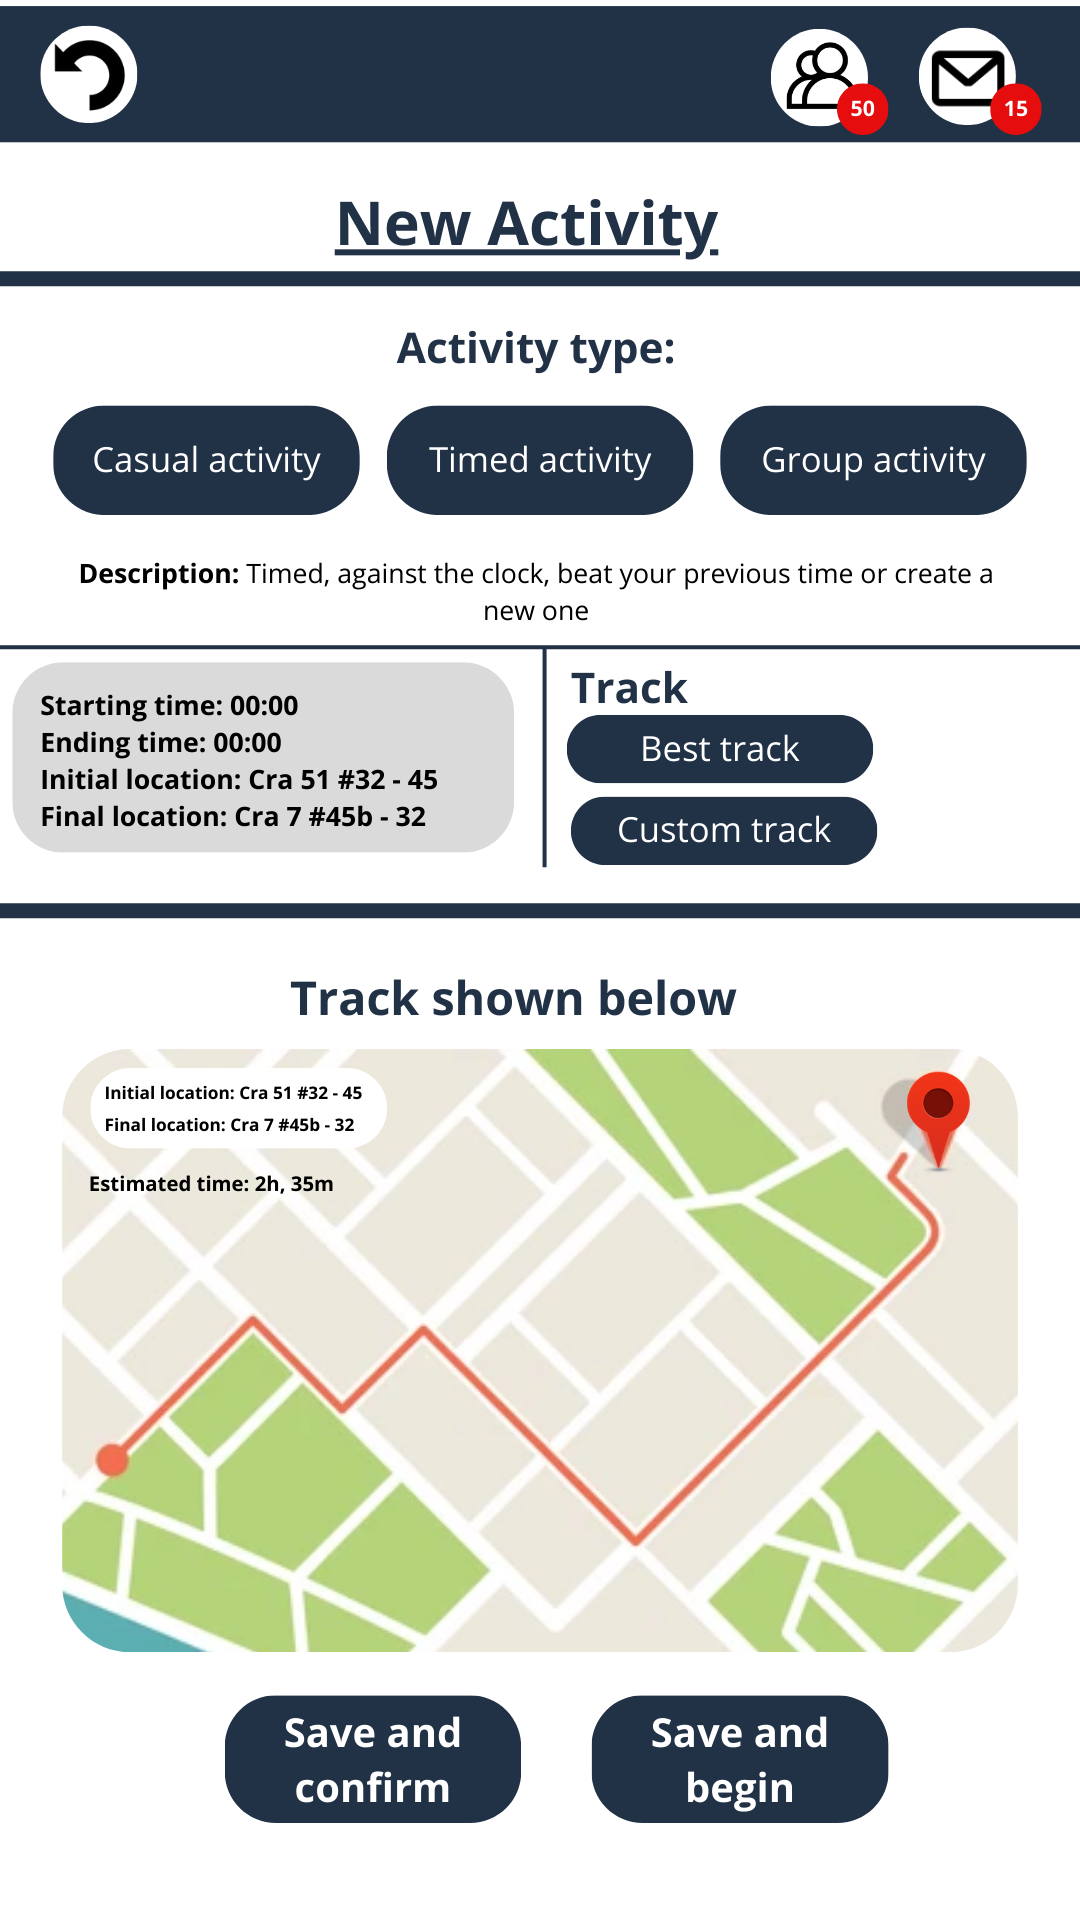 50
15
New Activity
Activity type:
Casual activity
Timed activity
Group activity
Description: Timed, against the clock, beat your previous time or create a
new one
Starting time: 00:00
Ending time: 00:00
Initial location: Cra 51 #32 - 45
Final location: Cra 7 #45b - 32
Track
Best track
Custom track
Track shown below
Initial location: Cra 51 #32 - 45
Final location: Cra 7 #45b - 32
Estimated time: 2h, 35m
Save and
confirm
Save and
begin